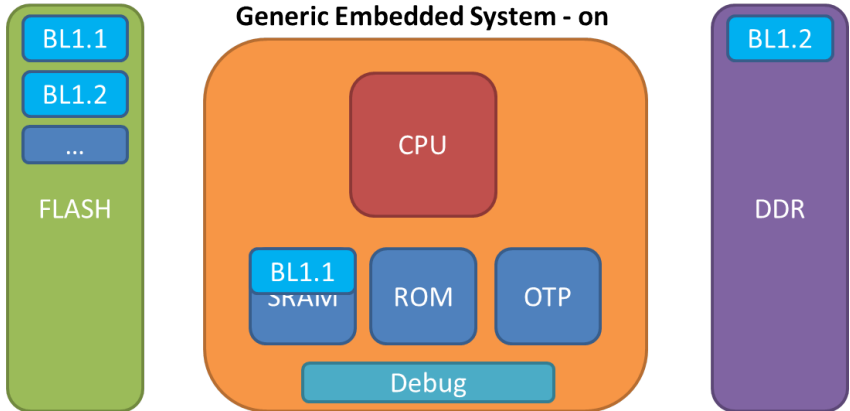 Generic Embedded System - on
BL1.1
BL1.2
...
FLASH
CPU
BL1.1
SRAM
ROM
OTP
Debug
BL1.2
DDR